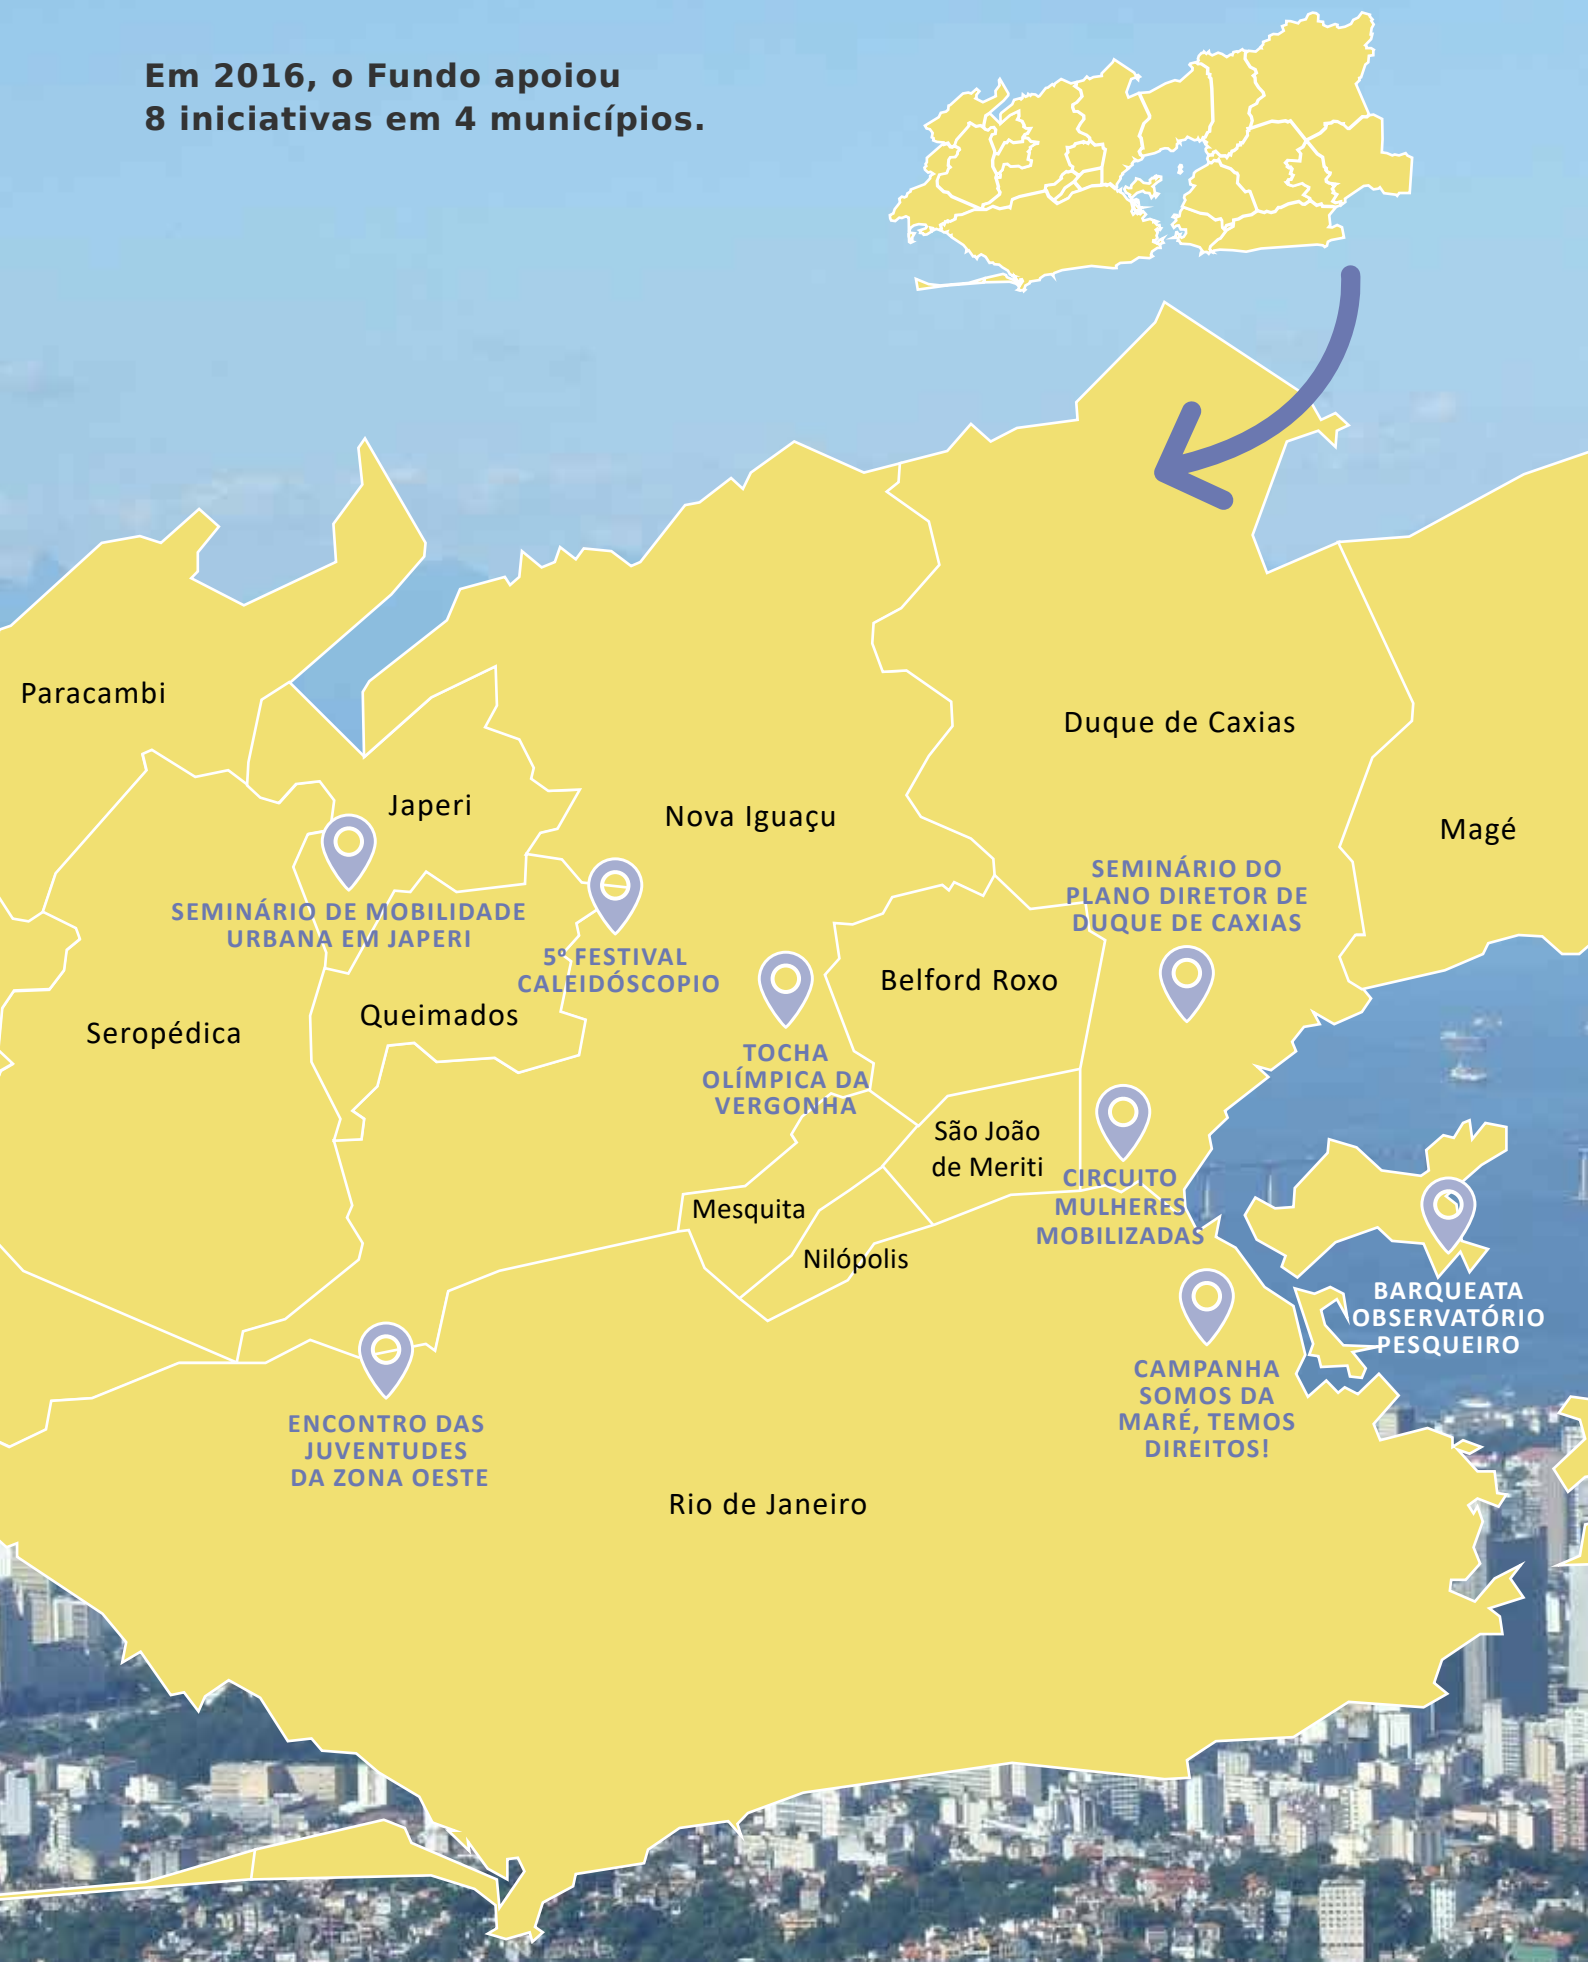 Em 2016, o Fundo apoiou
8 iniciativas em 4 municípios.
Paracambi
Duque de Caxias
Japeri
Nova Iguaçu
Magé
SEMINÁRIO DO
PLANO DIRETOR DE
DUQUE DE CAXIAS
SEMINÁRIO DE MOBILIDADE
URBANA EM JAPERI
5º FESTIVAL
CALEIDÓSCOPIO
Belford Roxo
Queimados
Seropédica
TOCHA
OLÍMPICA DA
VERGONHA
São João
de Meriti
CIRCUITO
MULHERES
MOBILIZADAS
Mesquita
Nilópolis
BARQUEATA
OBSERVATÓRIO
PESQUEIRO
CAMPANHA
SOMOS DA
MARÉ, TEMOS
DIREITOS!
ENCONTRO DAS
JUVENTUDES
DA ZONA OESTE
Rio de Janeiro